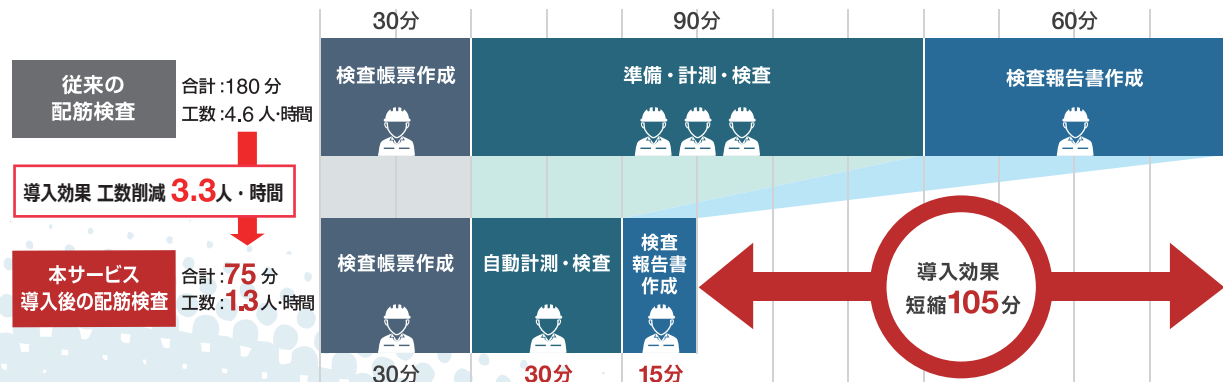 30分
90分
60分
従来の
配筋検査
合計:180分
工数:4.6人・時間
検査帳票作成
準備・計測・検査
検査報告書作成
導入効果 工数削減 3.3人・時間
本サービス
導入後の配筋検査
合計:75分
工数:1.3人・時間
検査帳票作成
自動計測・検査
検査
報告書
作成
導入効果
短縮105分
30分
30分
15分